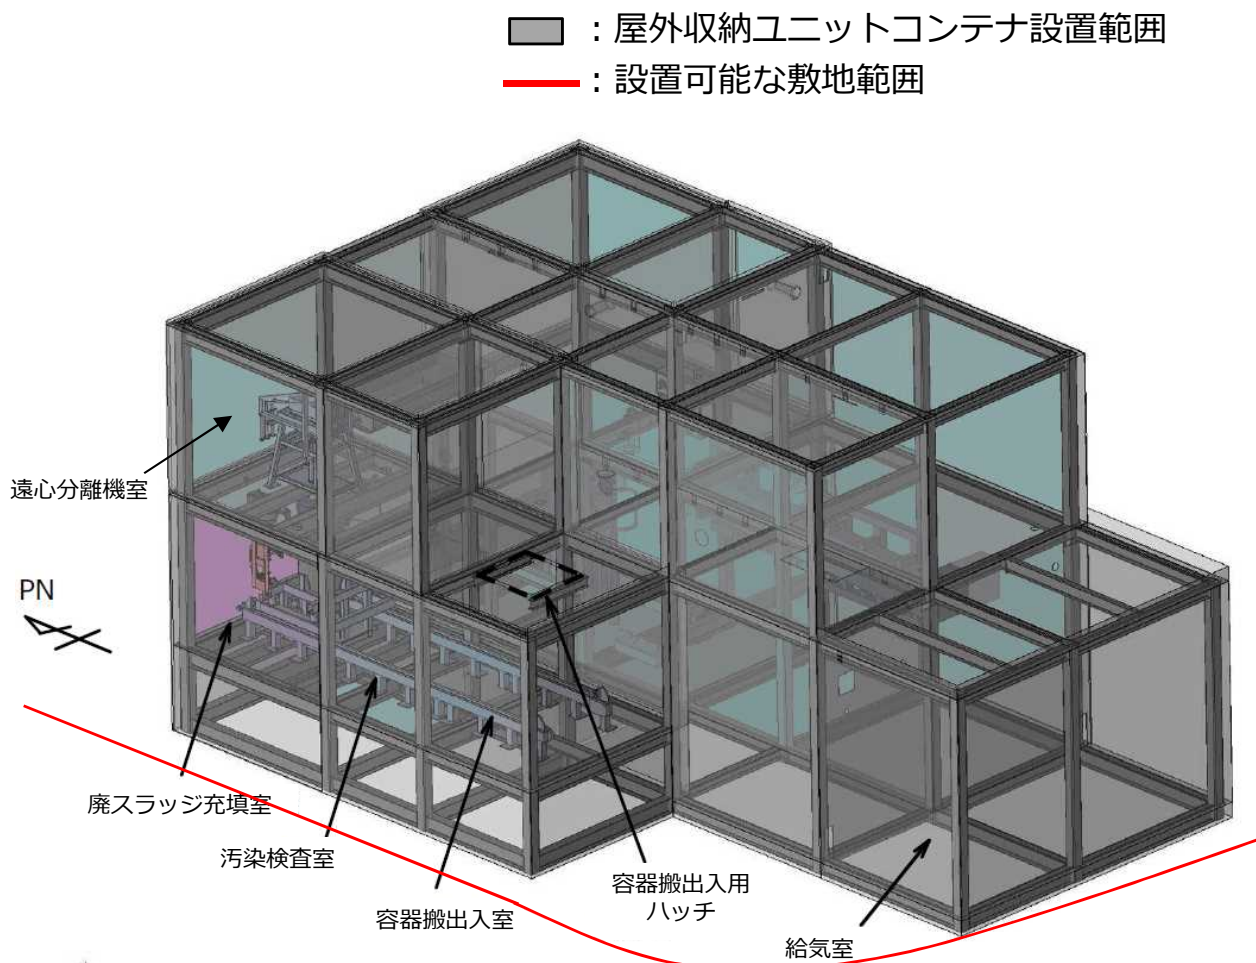 ：屋外収納ユニットコンテナ設置範囲
：設置可能な敷地範囲
遠心分離機室
PN
廃スラッジ充填室
汚染検査室
容器搬出入室
容器搬出入用
ハッチ
給気室